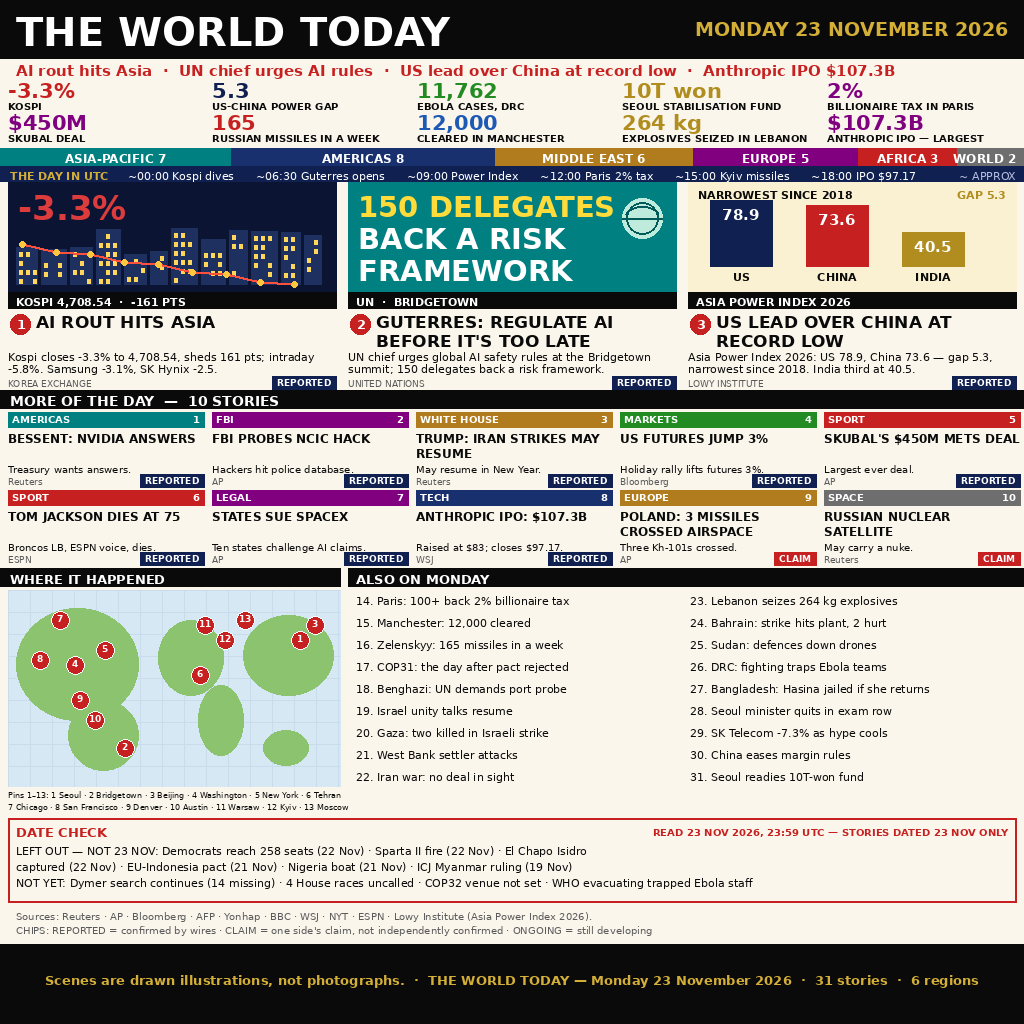 THE WORLD TODAY
MONDAY 23 NOVEMBER 2026
AI rout hits Asia · UN chief urges AI rules · US lead over China at record low · Anthropic IPO $107.3B
-3.3%
KOSPI
5.3
US-CHINA POWER GAP
11,762
EBOLA CASES, DRC
10T won
SEOUL STABILISATION FUND
2%
BILLIONAIRE TAX IN PARIS
$450M
SKUBAL DEAL
165
RUSSIAN MISSILES IN A WEEK
12,000
CLEARED IN MANCHESTER
264 kg
EXPLOSIVES SEIZED IN LEBANON
$107.3B
ANTHROPIC IPO — LARGEST
ASIA-PACIFIC 7
AMERICAS 8
MIDDLE EAST 6
EUROPE 5
AFRICA 3
WORLD 2
THE DAY IN UTC
~00:00 Kospi dives
~06:30 Guterres opens
~09:00 Power Index
~12:00 Paris 2% tax
~15:00 Kyiv missiles
~18:00 IPO $97.17
~ APPROX
-3.3%
KOSPI 4,708.54 · -161 PTS
1 AI ROUT HITS ASIA
Kospi closes -3.3% to 4,708.54, sheds 161 pts; intraday
-5.8%. Samsung -3.1%, SK Hynix -2.5.
KOREA EXCHANGE
REPORTED
150 DELEGATES
BACK A RISK
FRAMEWORK
UN · BRIDGETOWN
2 GUTERRES: REGULATE AI
BEFORE IT'S TOO LATE
UN chief urges global AI safety rules at the Bridgetown
summit; 150 delegates back a risk framework.
UNITED NATIONS
REPORTED
NARROWEST SINCE 2018
GAP 5.3
78.9
73.6
40.5
US
CHINA
INDIA
ASIA POWER INDEX 2026
3 US LEAD OVER CHINA AT
RECORD LOW
Asia Power Index 2026: US 78.9, China 73.6 — gap 5.3,
narrowest since 2018. India third at 40.5.
LOWY INSTITUTE
REPORTED
MORE OF THE DAY — 10 STORIES
AMERICAS 1
BESSENT: NVIDIA ANSWERS
Treasury wants answers.
Reuters
REPORTED
FBI 2
FBI PROBES NCIC HACK
Hackers hit police database.
AP
REPORTED
WHITE HOUSE 3
TRUMP: IRAN STRIKES MAY
RESUME
May resume in New Year.
Reuters
REPORTED
MARKETS 4
US FUTURES JUMP 3%
Holiday rally lifts futures 3%.
Bloomberg
REPORTED
SPORT 5
SKUBAL'S $450M METS DEAL
Largest ever deal.
AP
REPORTED
SPORT 6
TOM JACKSON DIES AT 75
Broncos LB, ESPN voice, dies.
ESPN
REPORTED
LEGAL 7
STATES SUE SPACEX
Ten states challenge AI claims.
AP
REPORTED
TECH 8
ANTHROPIC IPO: $107.3B
Raised at $83; closes $97.17.
WSJ
REPORTED
EUROPE 9
POLAND: 3 MISSILES
CROSSED AIRSPACE
Three Kh-101s crossed.
AP
CLAIM
SPACE 10
RUSSIAN NUCLEAR
SATELLITE
May carry a nuke.
Reuters
CLAIM
WHERE IT HAPPENED
7
11
13
3
12
1
5
8
4
6
9
10
2
Pins 1–13: 1 Seoul · 2 Bridgetown · 3 Beijing · 4 Washington · 5 New York · 6 Tehran
7 Chicago · 8 San Francisco · 9 Denver · 10 Austin · 11 Warsaw · 12 Kyiv · 13 Moscow
ALSO ON MONDAY
14. Paris: 100+ back 2% billionaire tax
15. Manchester: 12,000 cleared
16. Zelenskyy: 165 missiles in a week
17. COP31: the day after pact rejected
18. Benghazi: UN demands port probe
19. Israel unity talks resume
20. Gaza: two killed in Israeli strike
21. West Bank settler attacks
22. Iran war: no deal in sight
23. Lebanon seizes 264 kg explosives
24. Bahrain: strike hits plant, 2 hurt
25. Sudan: defences down drones
26. DRC: fighting traps Ebola teams
27. Bangladesh: Hasina jailed if she returns
28. Seoul minister quits in exam row
29. SK Telecom -7.3% as hype cools
30. China eases margin rules
31. Seoul readies 10T-won fund
DATE CHECK
READ 23 NOV 2026, 23:59 UTC — STORIES DATED 23 NOV ONLY
LEFT OUT — NOT 23 NOV: Democrats reach 258 seats (22 Nov) · Sparta II fire (22 Nov) · El Chapo Isidro
captured (22 Nov) · EU-Indonesia pact (21 Nov) · Nigeria boat (21 Nov) · ICJ Myanmar ruling (19 Nov)
NOT YET: Dymer search continues (14 missing) · 4 House races uncalled · COP32 venue not set · WHO evacuating trapped Ebola staff
Sources: Reuters · AP · Bloomberg · AFP · Yonhap · BBC · WSJ · NYT · ESPN · Lowy Institute (Asia Power Index 2026).
CHIPS: REPORTED = confirmed by wires · CLAIM = one side's claim, not independently confirmed · ONGOING = still developing
Scenes are drawn illustrations, not photographs. · THE WORLD TODAY — Monday 23 November 2026 · 31 stories · 6 regions